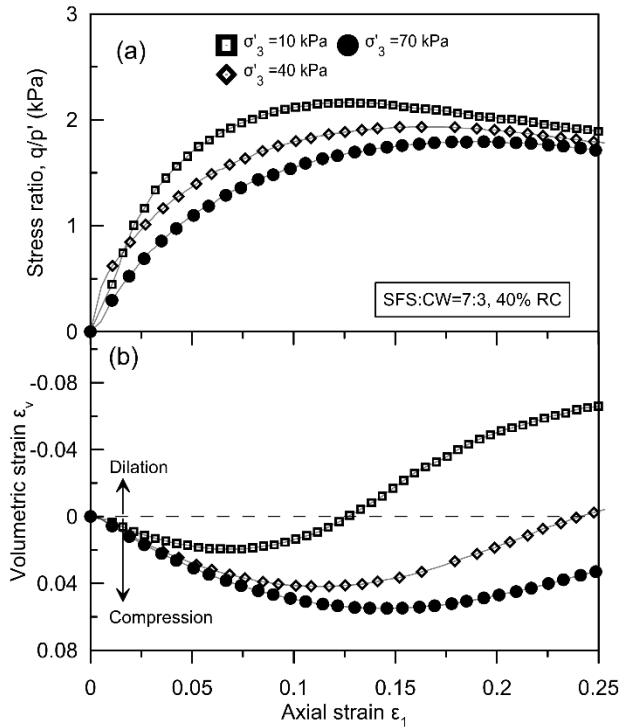 3
(a)
σ'3 =10 kPa
σ'3 =70 kPa
σ'3 =40 kPa
Stress ratio, q/p' (kPa)
2
1
SFS:CW=7:3, 40% RC
0
(b)
-0.08
Volumetric strain εv
-0.04
Dilation
0
0.04
Compression
0.08
0
0.05
0.1
0.15
0.2
0.25
Axial strain ε1